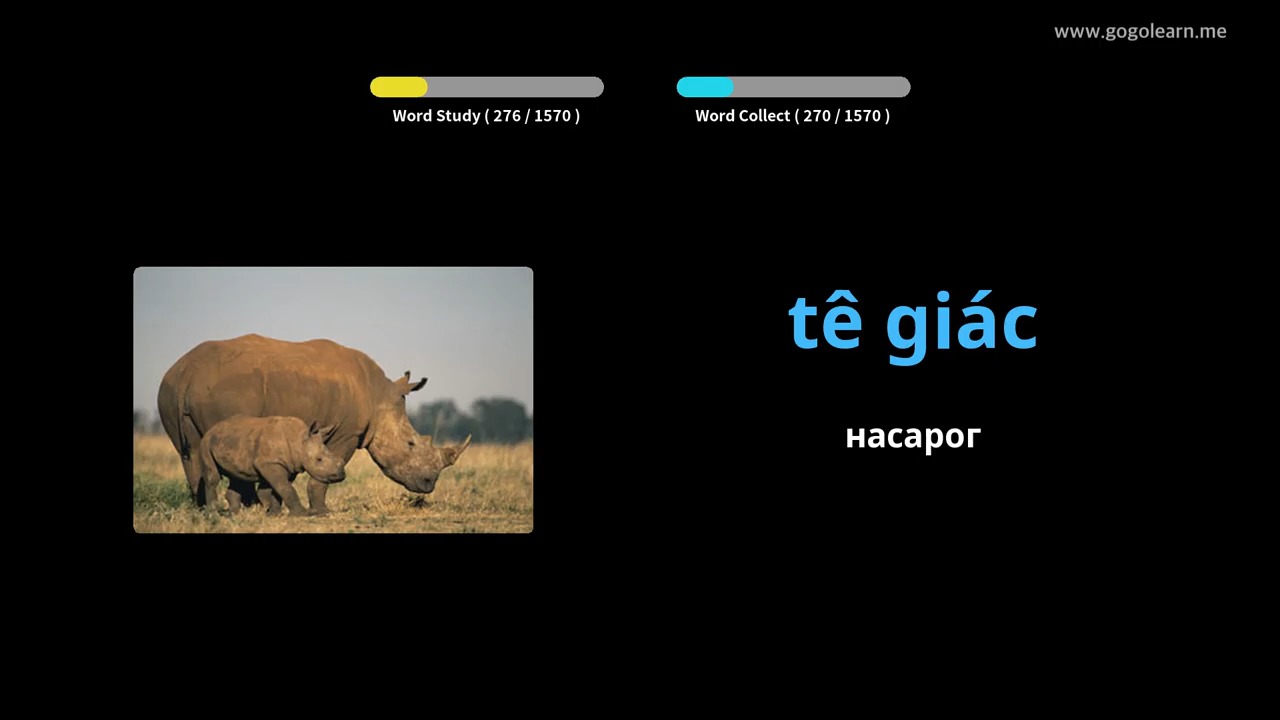 www.gogolearn.me
Word Study ( 276 / 1570 )
Word Collect ( 270 / 1570 )
tê giác
насарог